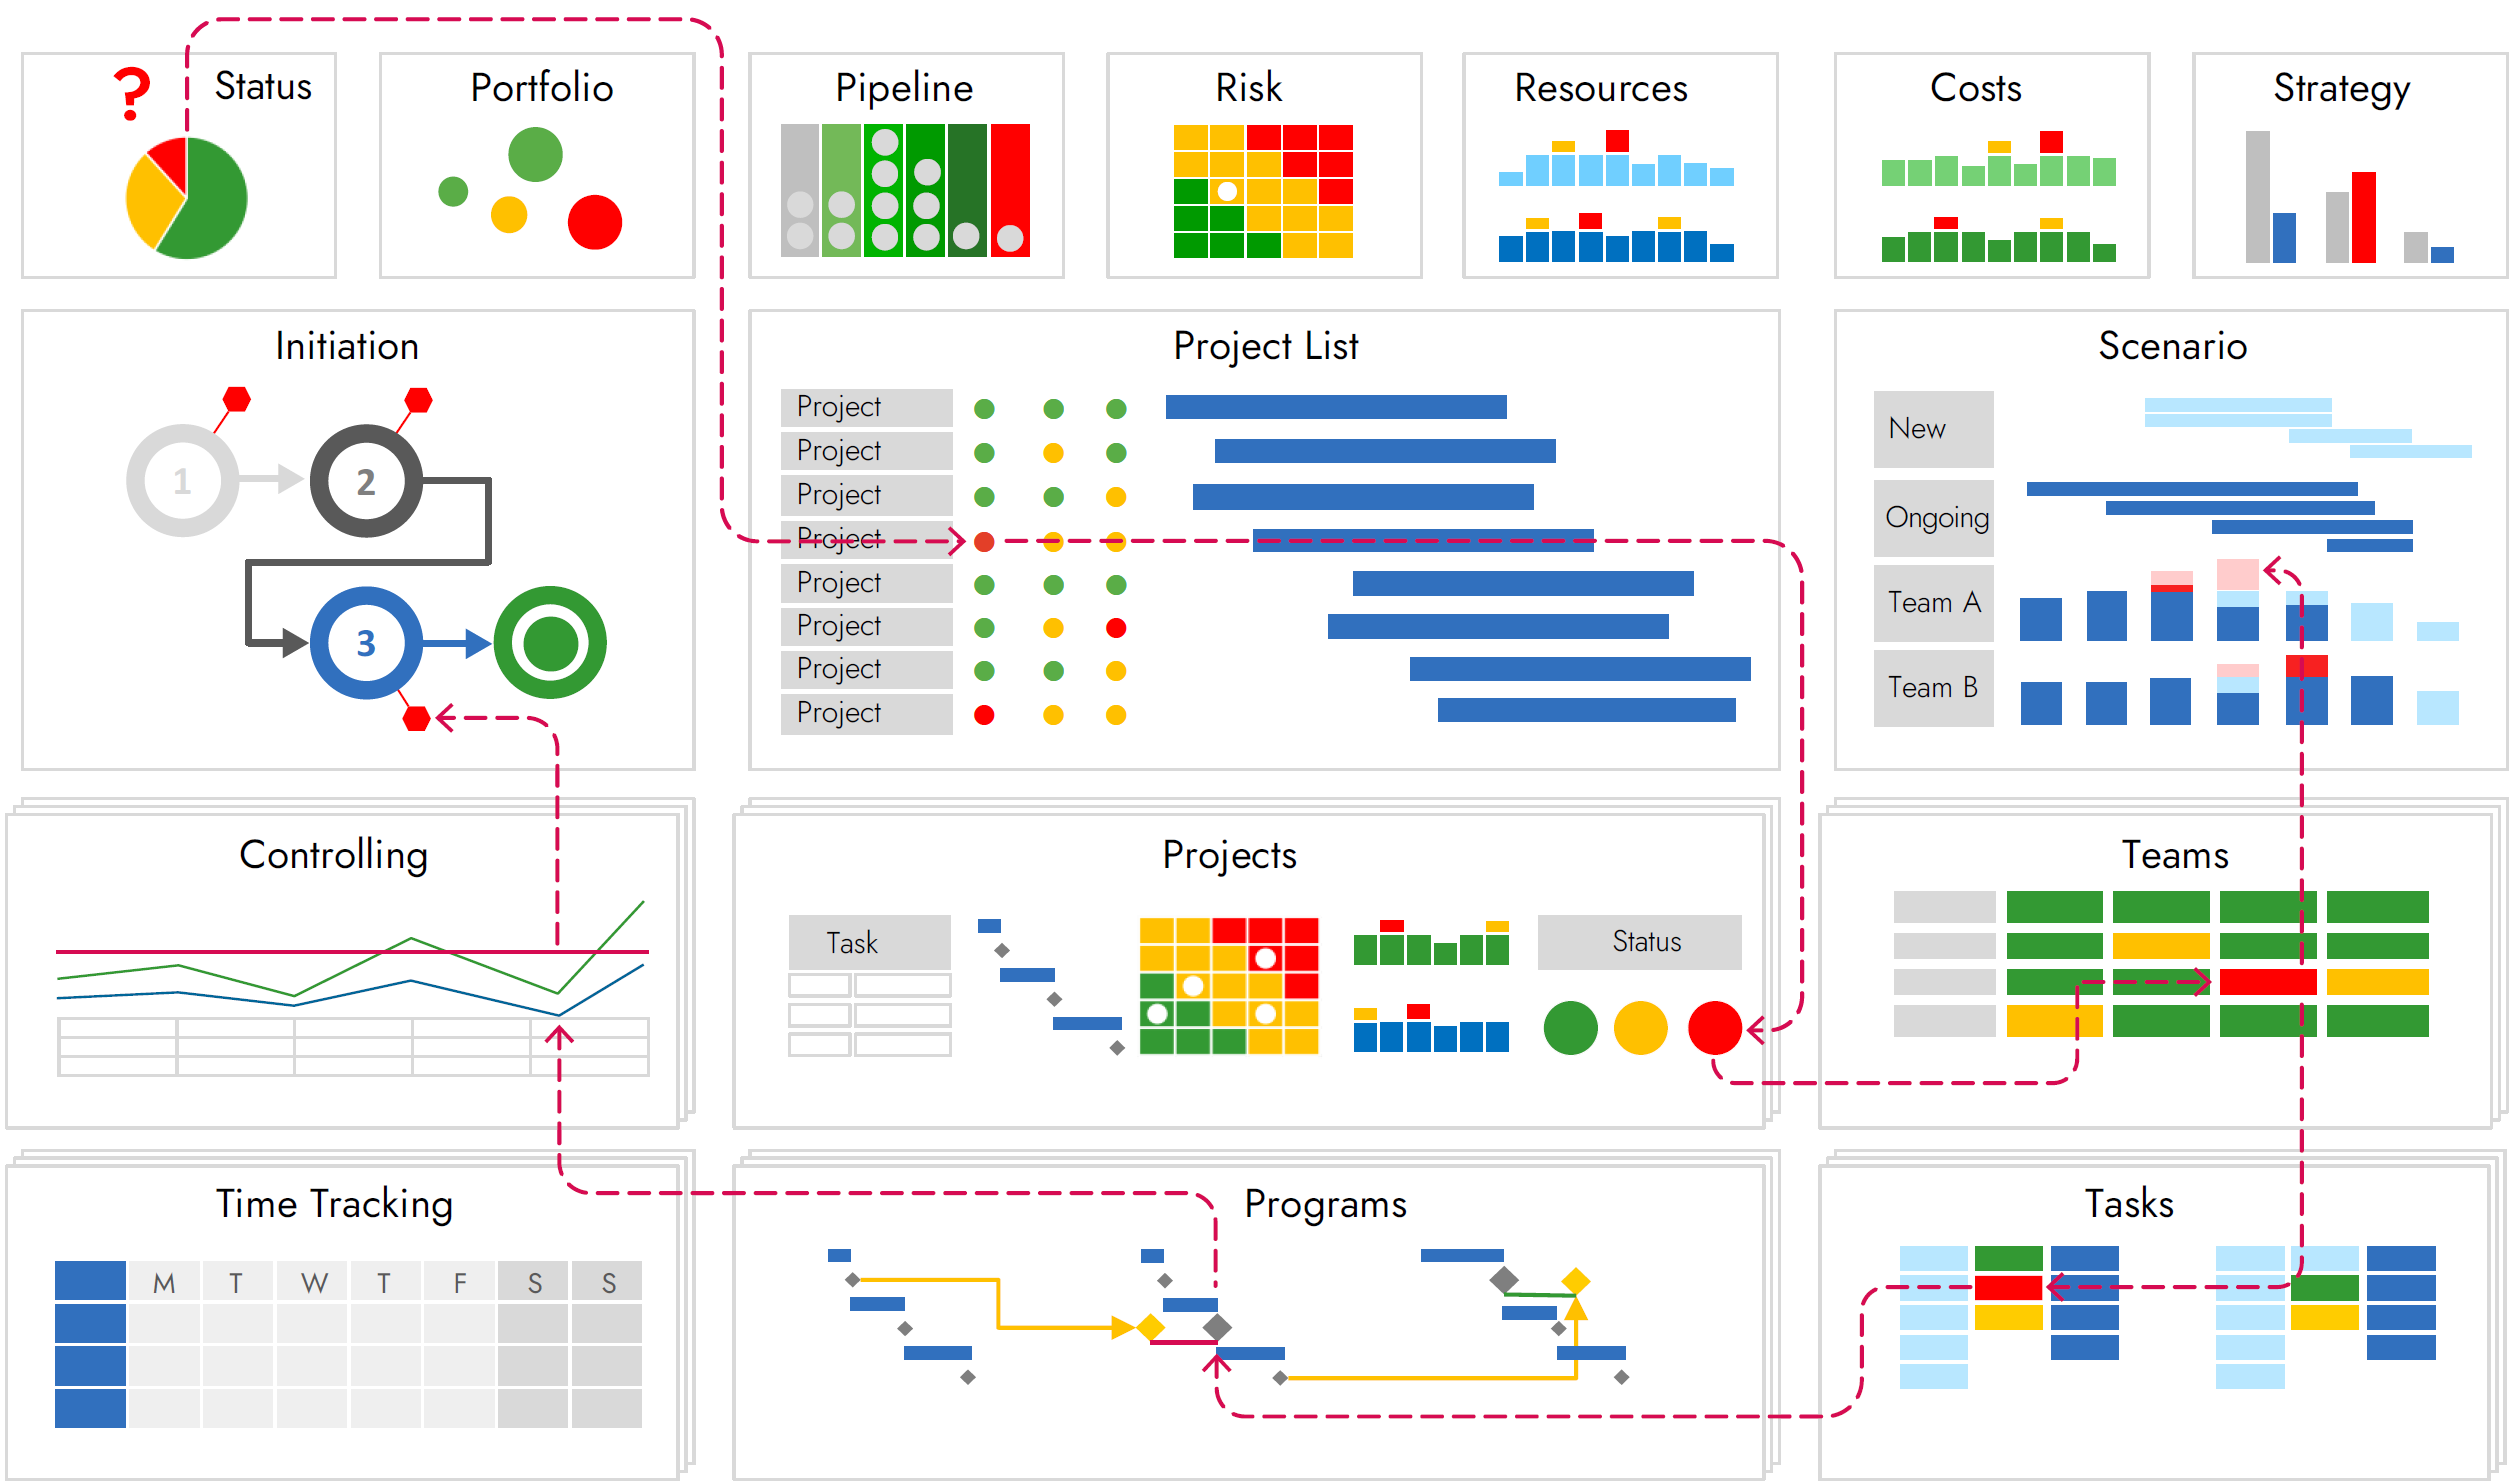 ?
Status
Portfolio
Pipeline
Risk
Resources
Costs
Strategy
Initiation
1
2
3
Project List
Project
Project
Project
Project
Project
Project
Project
Project
Scenario
New
Ongoing
Team A
Team B
Controlling
Projects
Task
Status
Teams
Time Tracking
M T W T F S S
Programs
Tasks